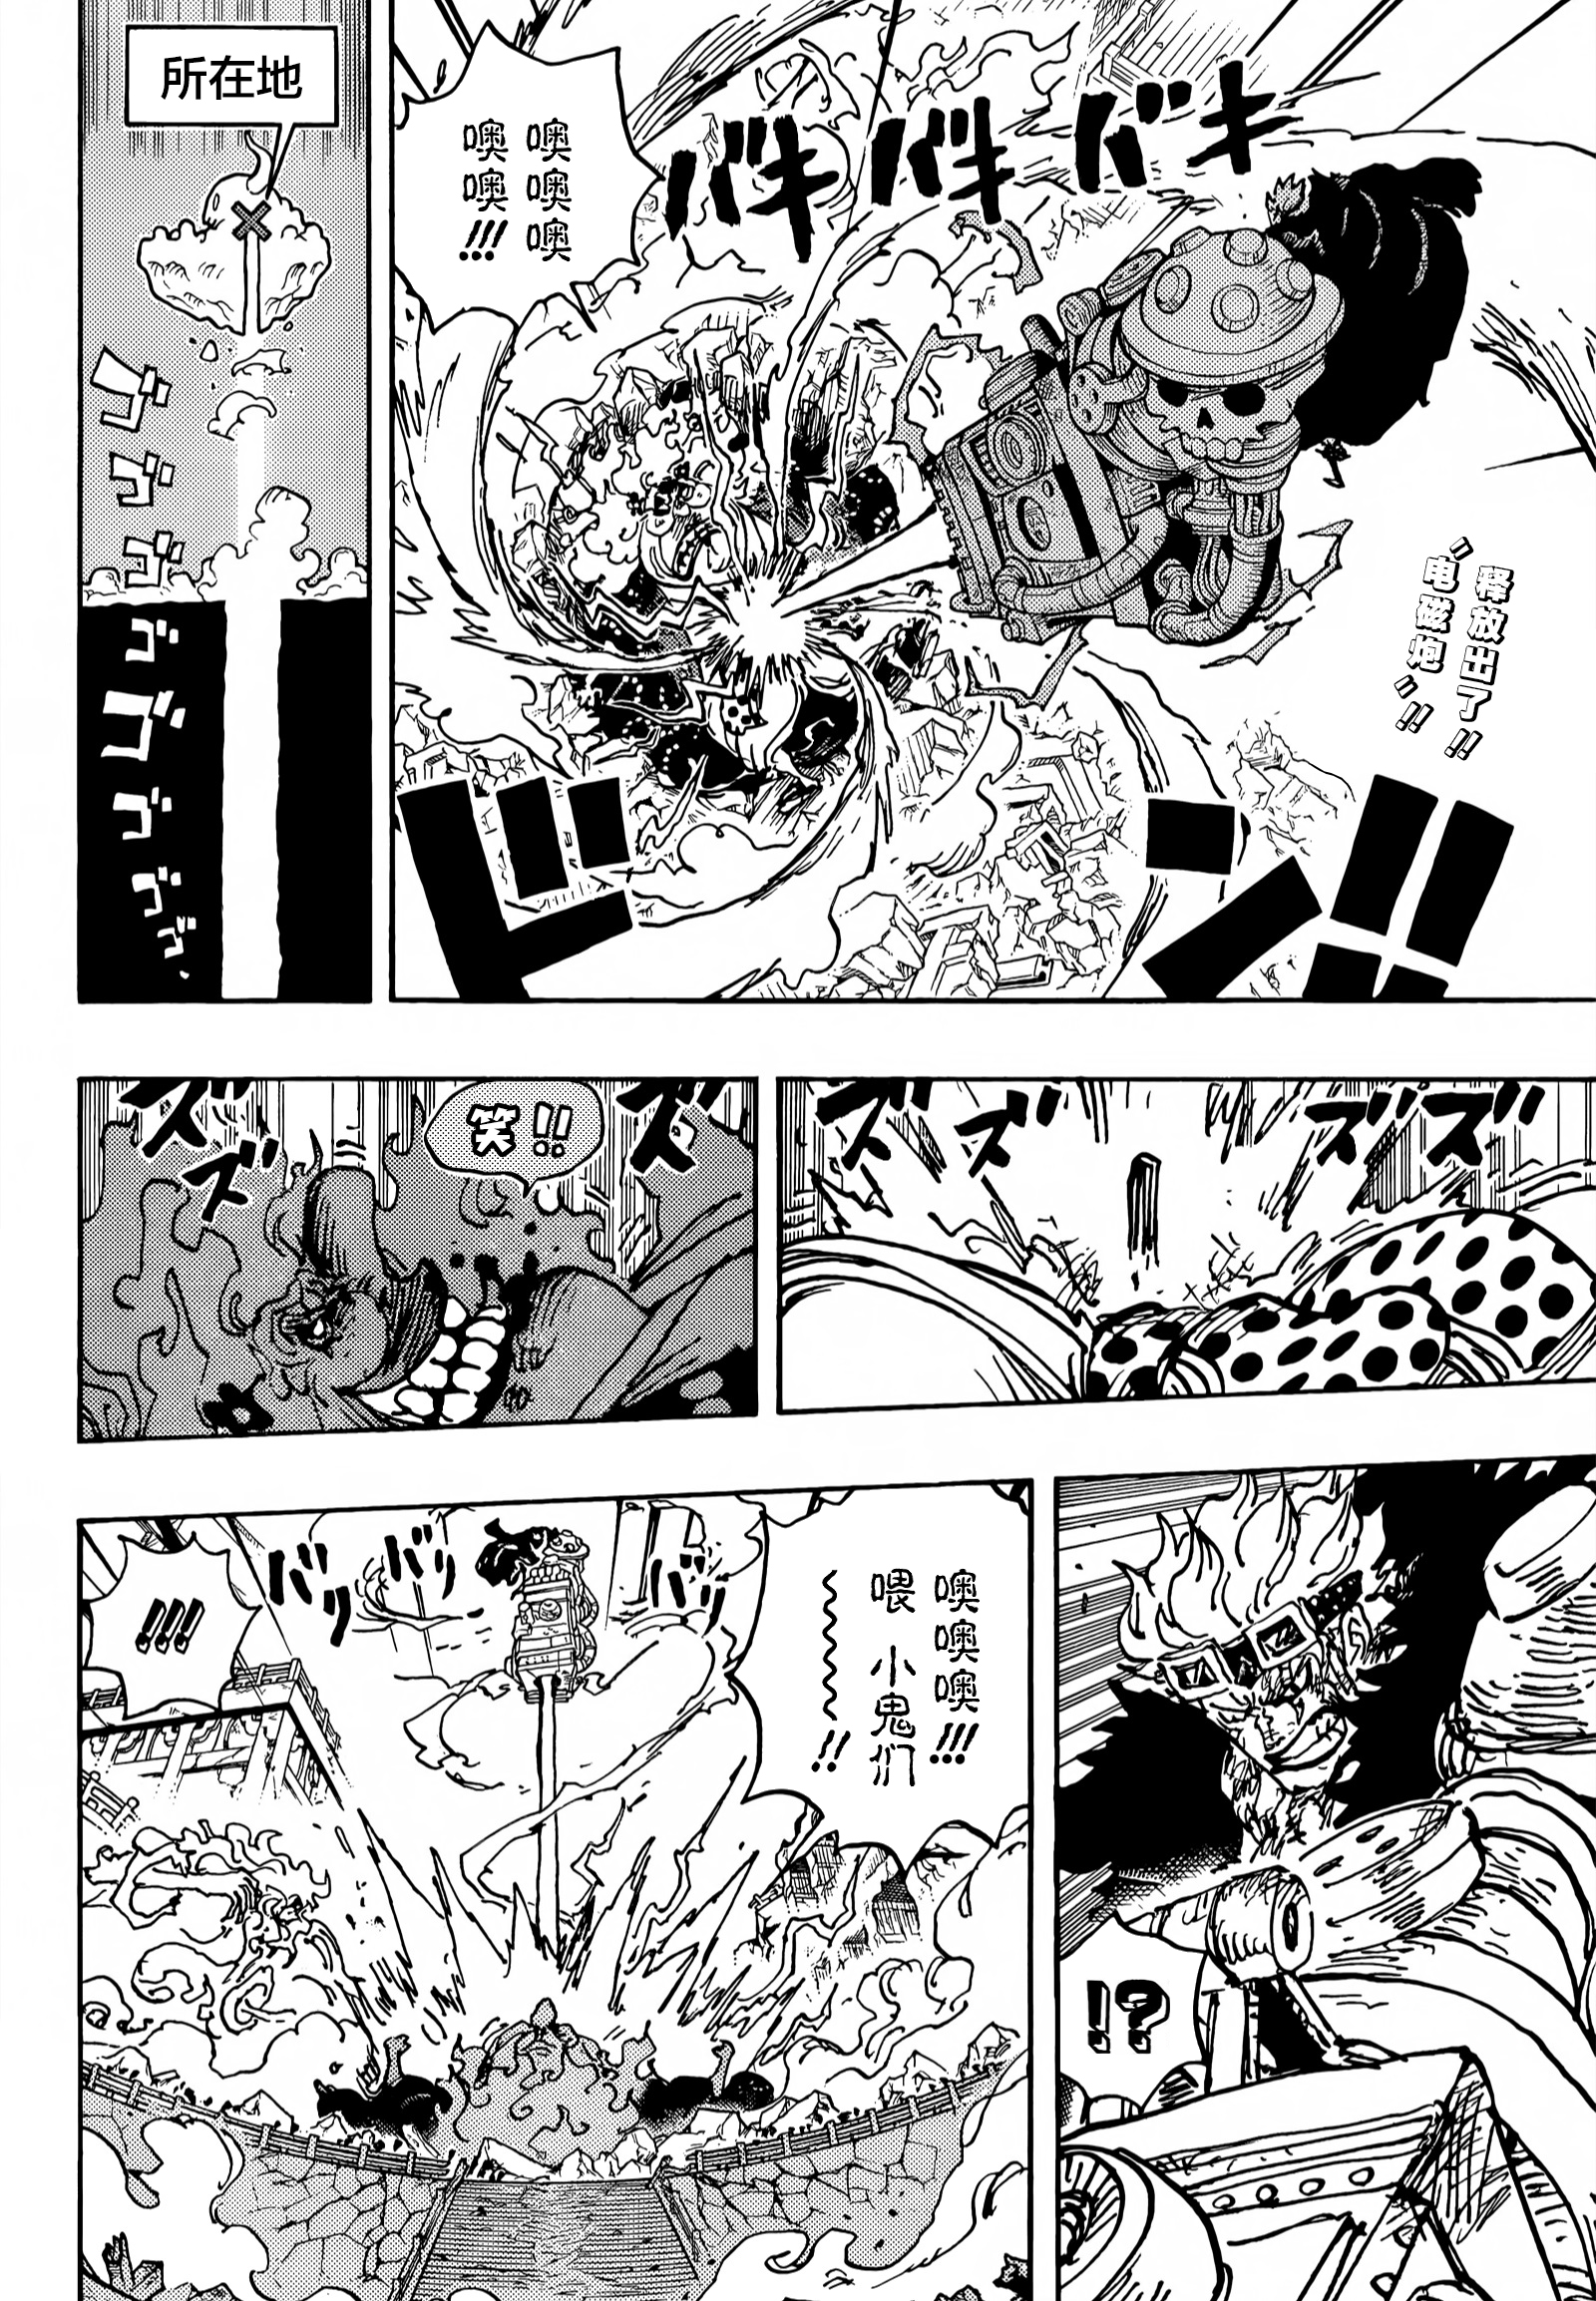 バキ バキ バキ
噢噢噢
噢噢!!!
释放出了!!
“电磁炮”!!
ドン!!
所在地
ゴゴゴゴゴゴゴゴ
ズズズズ
ズズズ
笑!!
!?
噢噢噢!!!
喂 小鬼们
!!
バリ バリ バリ
!!!